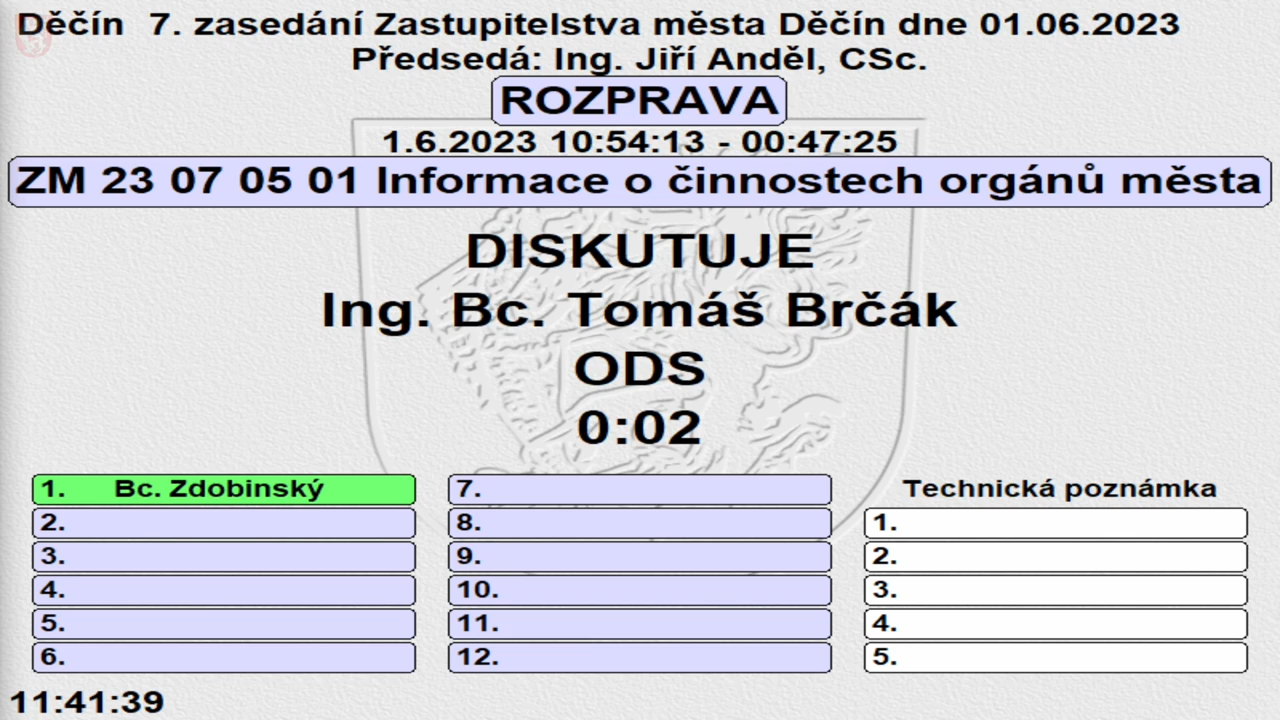 Děčín 7. zasedání Zastupitelstva města Děčín dne 01.06.2023
Předsedá: Ing. Jiří Anděl, CSc.
ROZPRAVA
1.6.2023 10:54:13 - 00:47:25
ZM 23 07 05 01 Informace o činnostech orgánů města
DISKUTUJE
Ing. Bc. Tomáš Brčák
ODS
0:02
1. Bc. Zdobinský
2.
3.
4.
5.
6.
7.
8.
9.
10.
11.
12.
Technická poznámka
1.
2.
3.
4.
5.
11:41:39